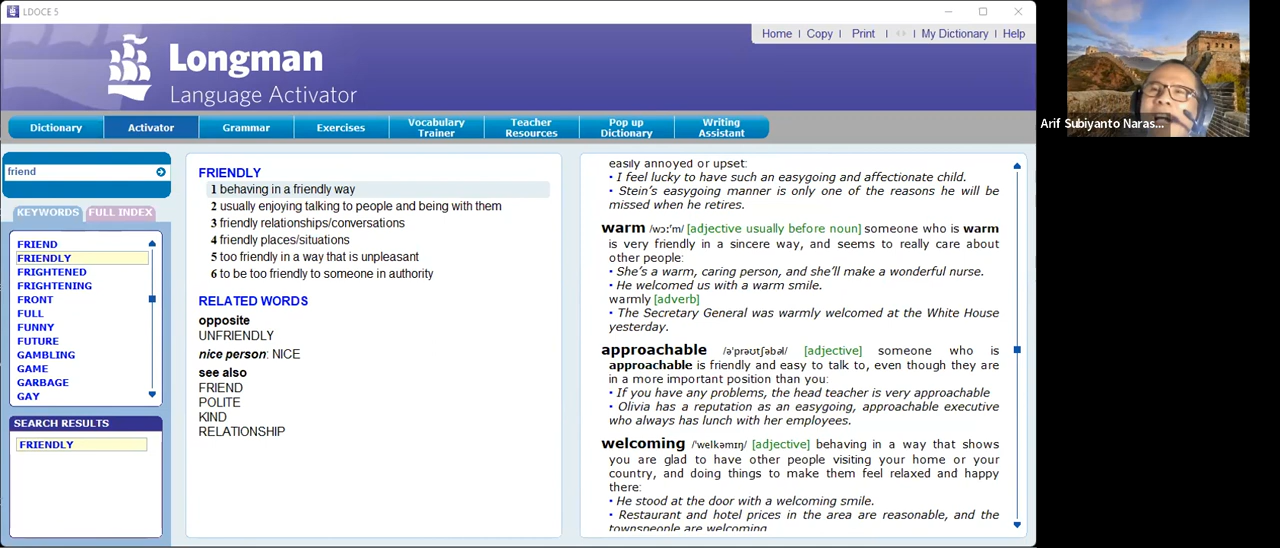 LDOCE 5
Home | Copy | Print | My Dictionary | Help
Longman
Language Activator
Dictionary
Activator
Grammar
Exercises
Vocabulary
Trainer
Teacher
Resources
Pop up
Dictionary
Writing
Assistant
friend
KEYWORDS
FULL INDEX
FRIEND
FRIENDLY
FRIGHTENED
FRIGHTENING
FRONT
FULL
FUNNY
FUTURE
GAMBLING
GAME
GARBAGE
GAY
SEARCH RESULTS
FRIENDLY
FRIENDLY
1 behaving in a friendly way
2 usually enjoying talking to people and being with them
3 friendly relationships/conversations
4 friendly places/situations
5 too friendly in a way that is unpleasant
6 to be too friendly to someone in authority
RELATED WORDS
opposite
UNFRIENDLY
nice person: NICE
see also
FRIEND
POLITE
KIND
RELATIONSHIP
easily annoyed or upset:
• I feel lucky to have such an easygoing and affectionate child.
• Stein's easygoing manner is only one of the reasons he will be
missed when he retires.
warm /wɔːʳm/ [adjective usually before noun] someone who is warm
is very friendly in a sincere way, and seems to really care about
other people:
• She's a warm, caring person, and she'll make a wonderful nurse.
• He welcomed us with a warm smile.
warmly [adverb]
• The Secretary General was warmly welcomed at the White House
yesterday.
approachable /əˈprəʊtʃəbəl/ [adjective] someone who is
approachable is friendly and easy to talk to, even though they are
in a more important position than you:
• If you have any problems, the head teacher is very approachable
• Olivia has a reputation as an easygoing, approachable executive
who always has lunch with her employees.
welcoming /ˈwelkəmɪŋ/ [adjective] behaving in a way that shows
you are glad to have other people visiting your home or your
country, and doing things to make them feel relaxed and happy
there:
• He stood at the door with a welcoming smile.
• Restaurant and hotel prices in the area are reasonable, and the
townspeople are welcoming
Arif Subiyanto Naras...